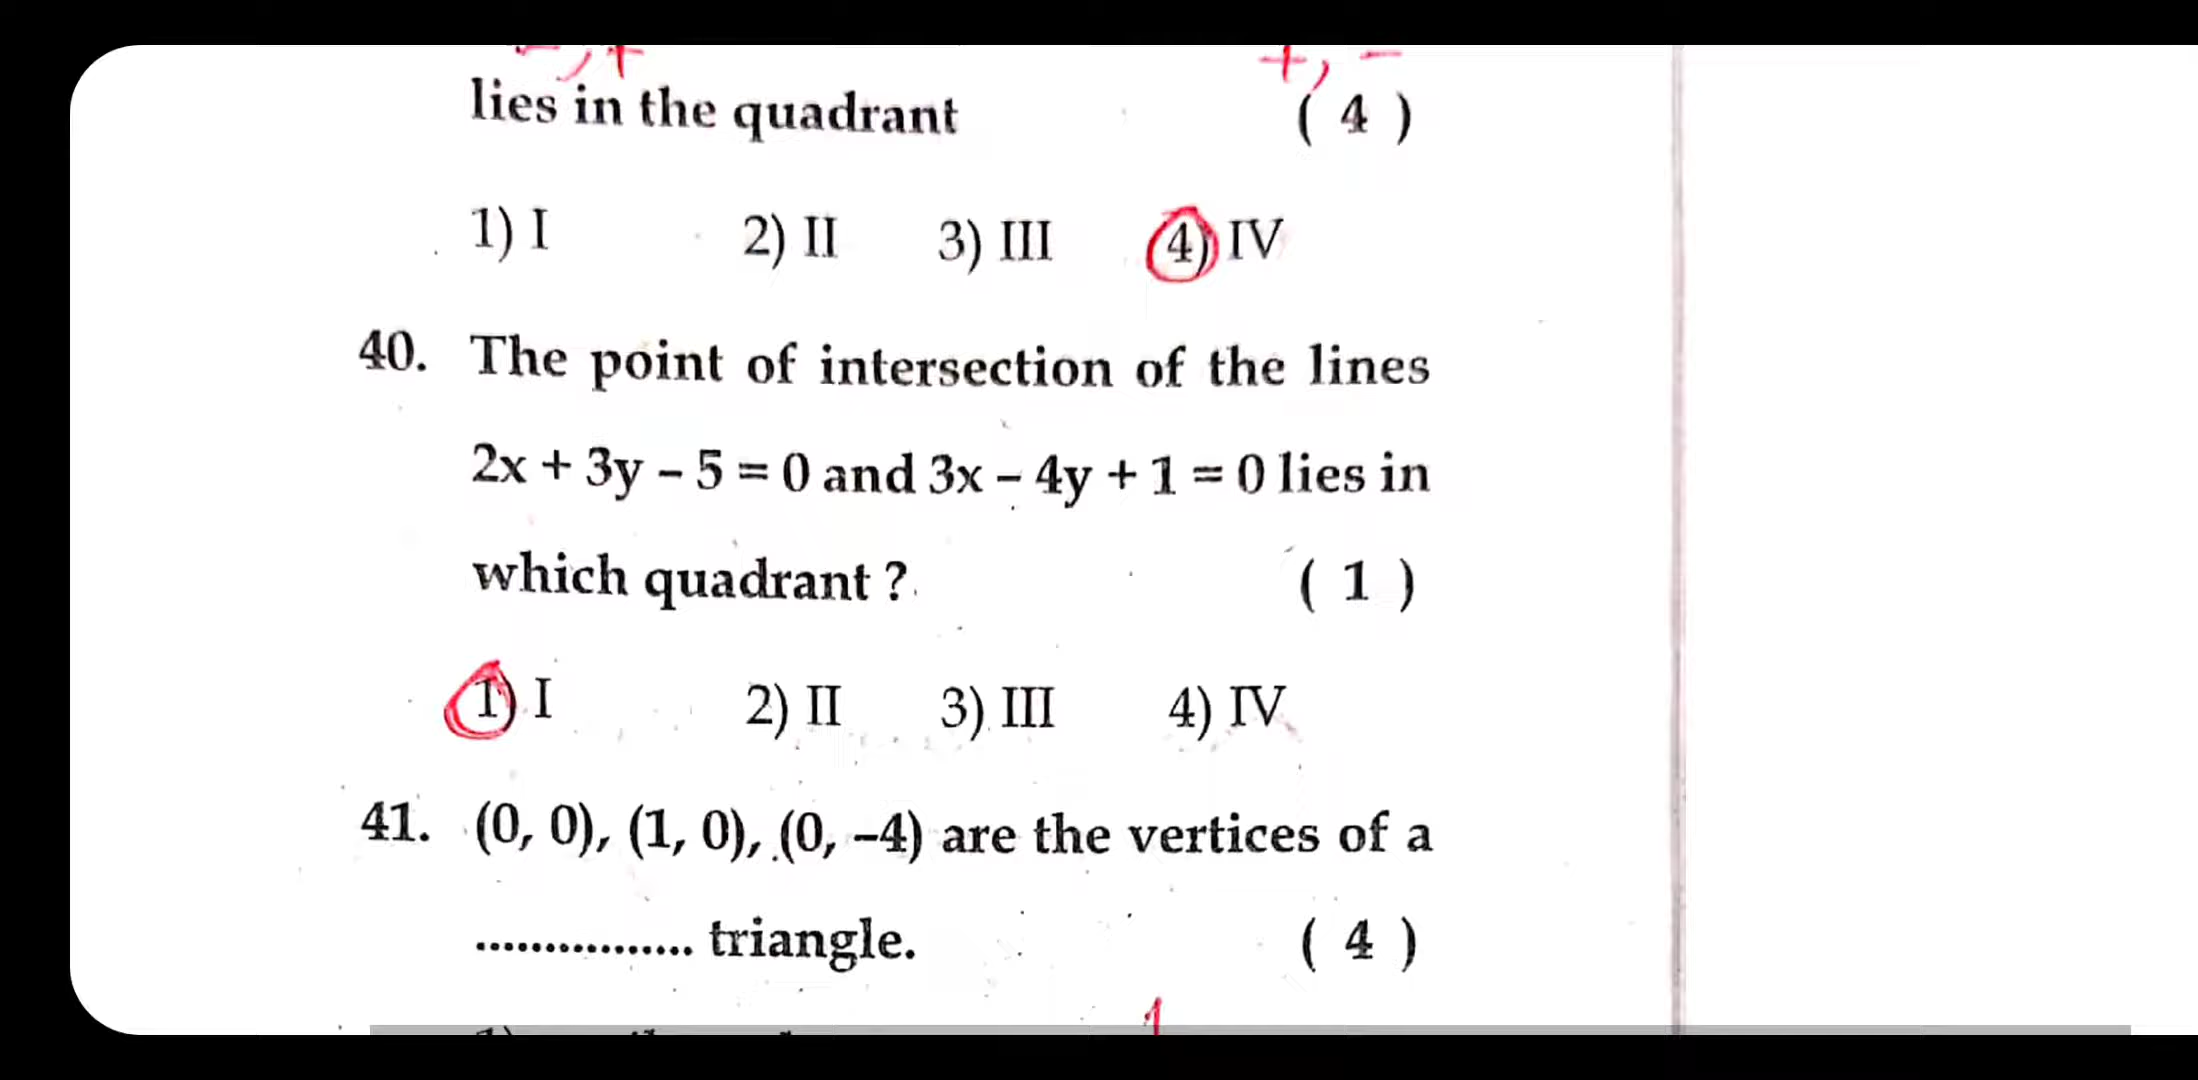 –, + +, –
lies in the quadrant ( 4 )
1) I 2) II 3) III 4) IV
40. The point of intersection of the lines
2x + 3y – 5 = 0 and 3x – 4y + 1 = 0 lies in
which quadrant ? ( 1 )
1) I 2) II 3) III 4) IV
41. (0, 0), (1, 0), (0, –4) are the vertices of a
................ triangle. ( 4 )